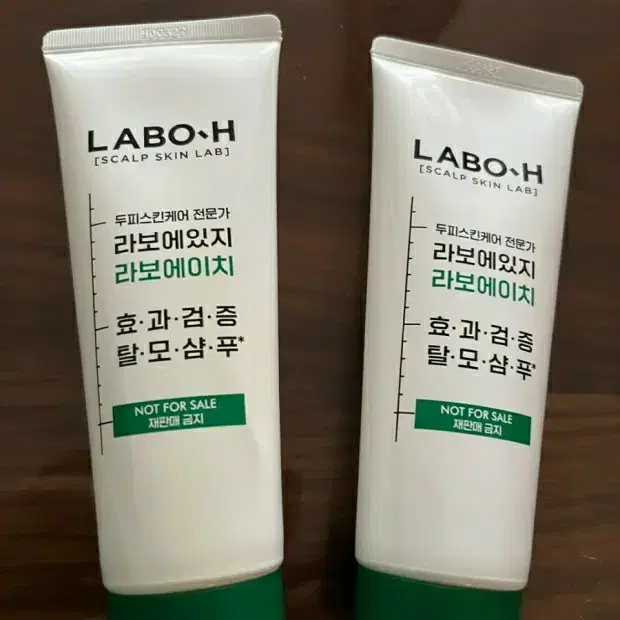 LABO-H
[SCALP SKIN LAB]
두피스킨케어 전문가
라보에있지
라보에이치
효·과·검·증
탈·모·샴·푸*
NOT FOR SALE
재판매 금지
LABO-H
[SCALP SKIN LAB]
두피스킨케어 전문가
라보에있지
라보에이치
효·과·검·증
탈·모·샴·푸*
NOT FOR SALE
재판매 금지